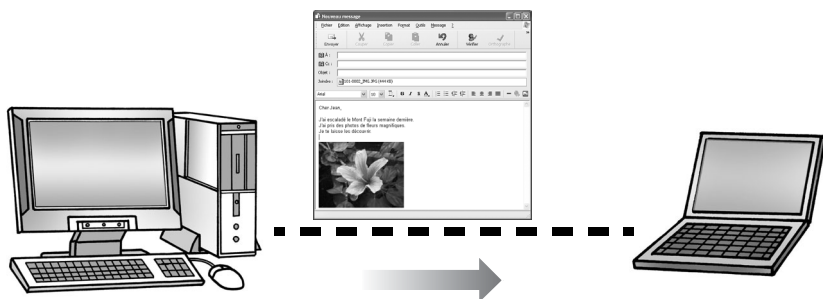 Nouveau message
Fichier Edition Affichage Insertion Format Outils Message ?
Envoyer Couper Copier Coller Annuler Vérifier Orthographe
À :
Cc :
Objet :
Joindre :
Arial 10 G I S A
Cher Jean,
J'ai escaladé le Mont Fuji la semaine dernière.
J'ai pris des photos de fleurs magnifiques.
Je te laisse les découvrir.